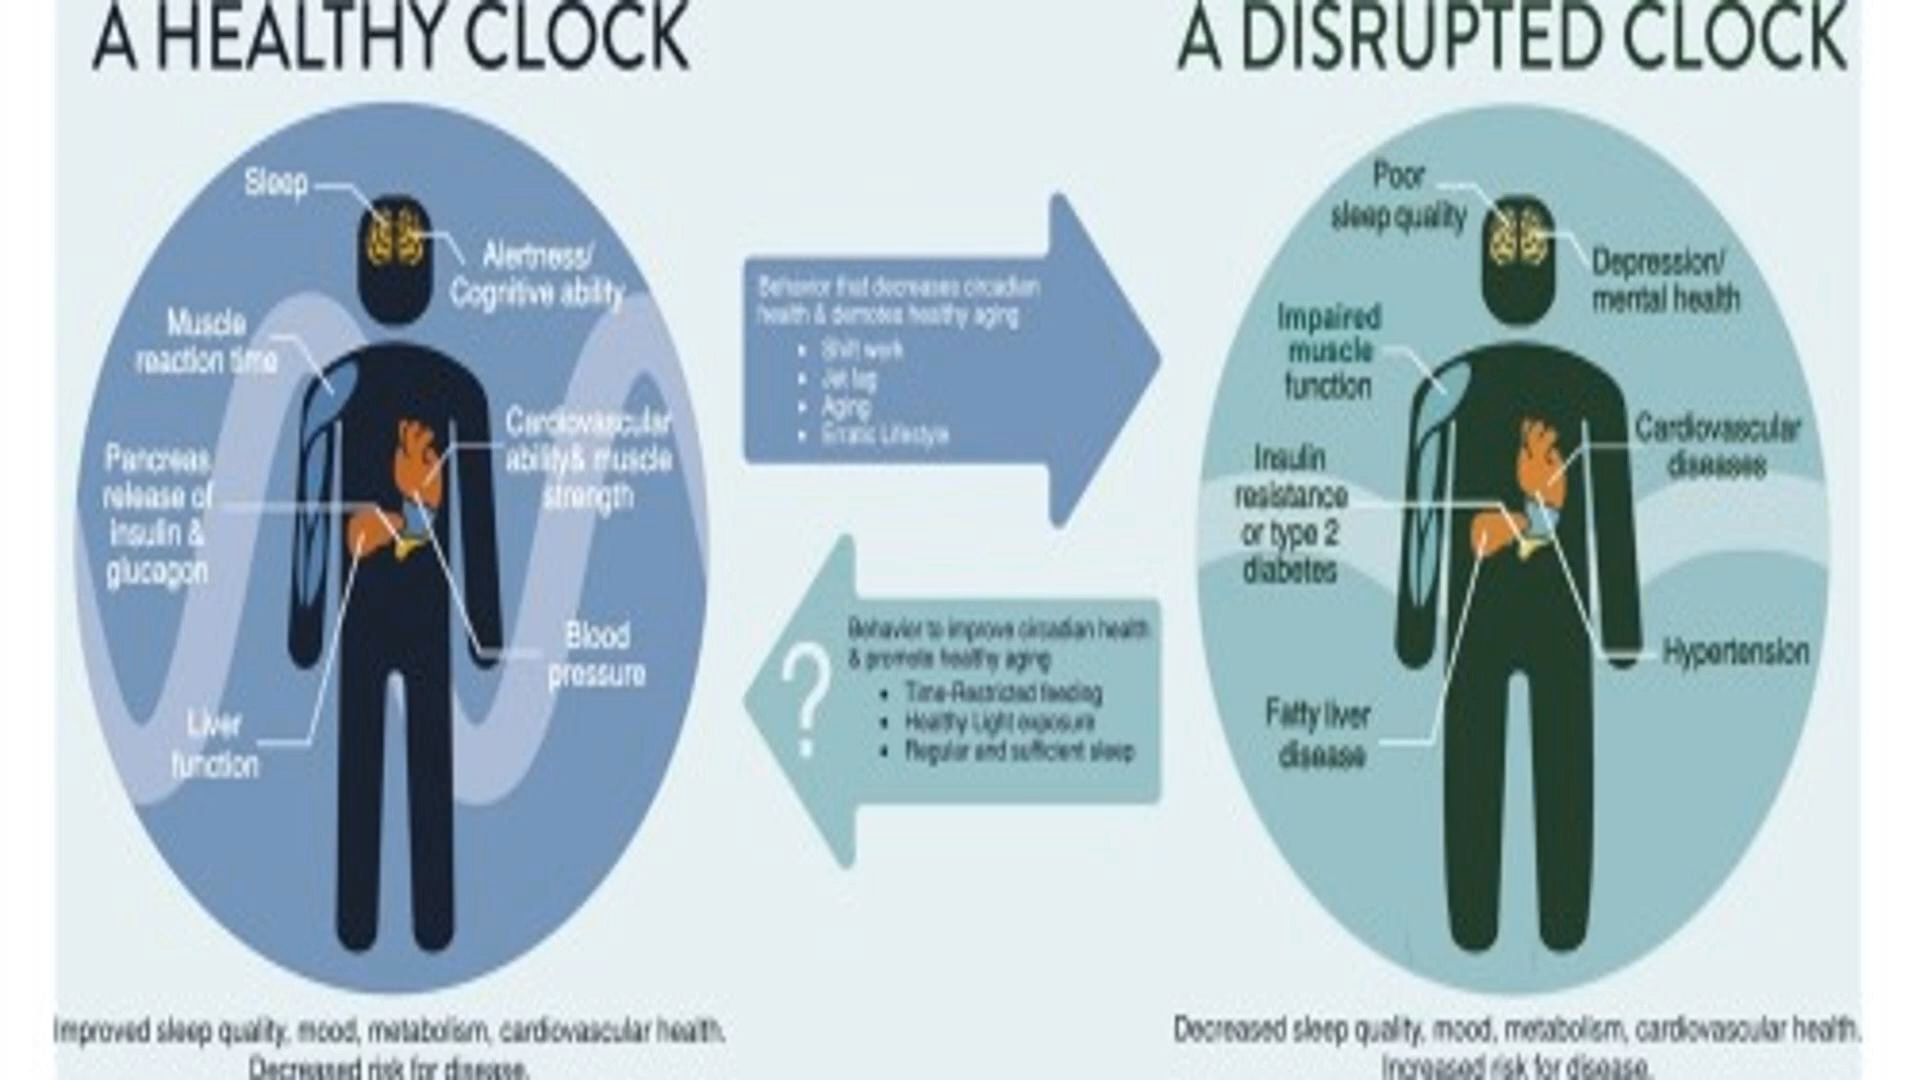 A HEALTHY CLOCK
Sleep
Alertness/
Cognitive ability
Muscle
reaction time
Cardiovascular
ability& muscle
strength
Pancreas
release of
insulin &
glucagon
Blood
pressure
Liver
function
Improved sleep quality, mood, metabolism, cardiovascular health.
Decreased risk for disease.
Behavior that decreases circadian
health & demotes healthy aging
• Shift work
• Jet lag
• Aging
• Erratic Lifestyle
?
Behavior to improve circadian health
& promote healthy aging
• Time-Restricted feeding
• Healthy Light exposure
• Regular and sufficient sleep
A DISRUPTED CLOCK
Poor
sleep quality
Depression/
mental health
Impaired
muscle
function
Cardiovascular
diseases
Insulin
resistance
or type 2
diabetes
Hypertension
Fatty liver
disease
Decreased sleep quality, mood, metabolism, cardiovascular health.
Increased risk for disease.